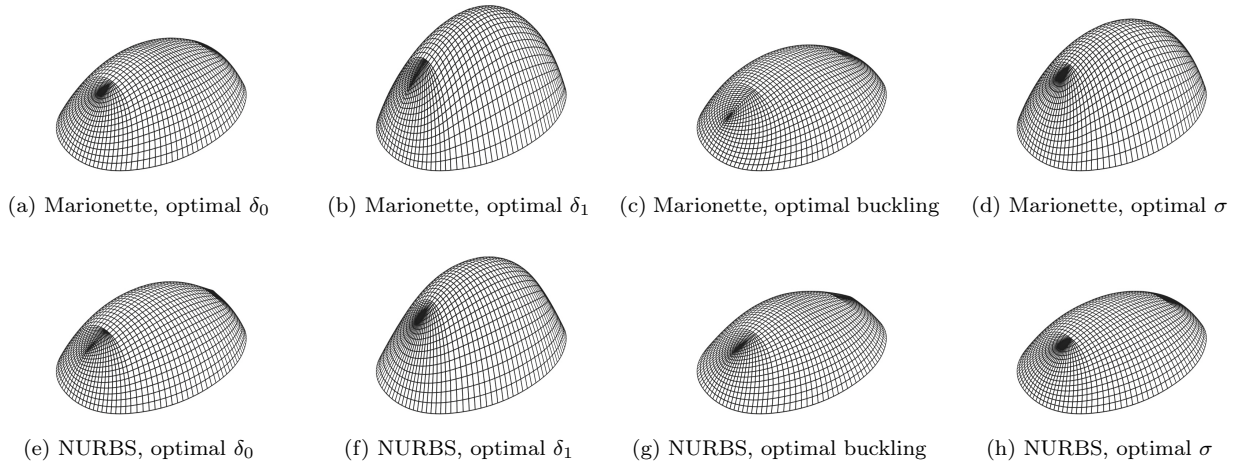 (a) Marionette, optimal δ₀
(b) Marionette, optimal δ₁
(c) Marionette, optimal buckling
(d) Marionette, optimal σ
(e) NURBS, optimal δ₀
(f) NURBS, optimal δ₁
(g) NURBS, optimal buckling
(h) NURBS, optimal σ